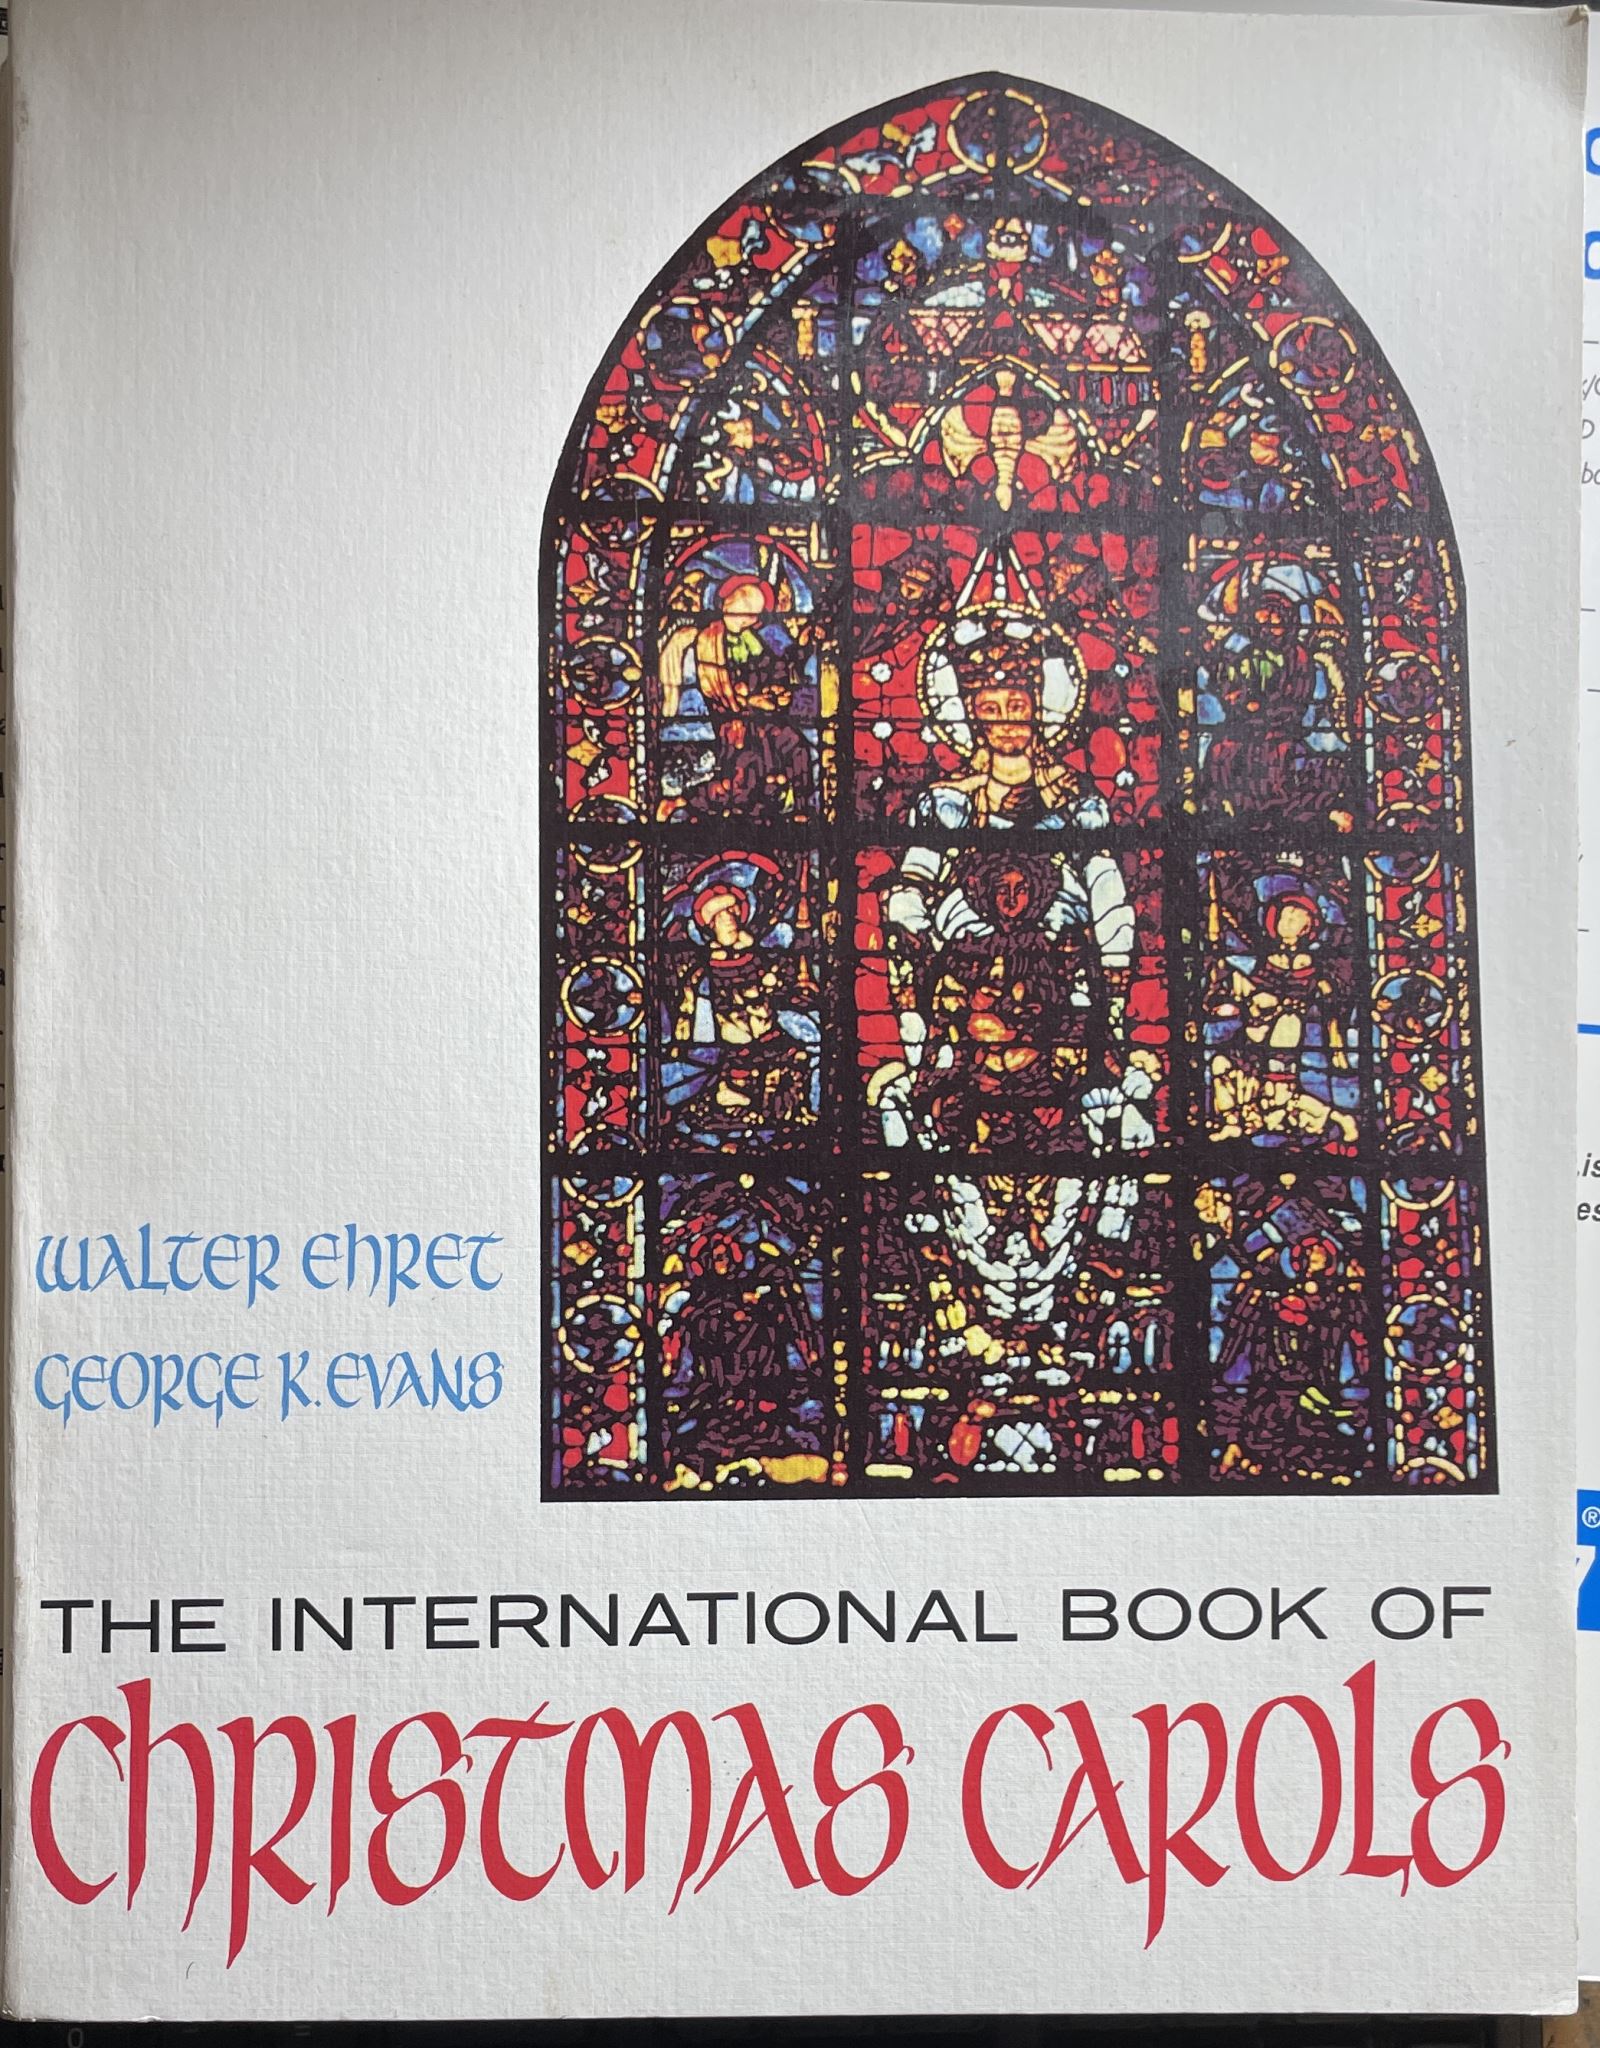 WALTER EHRET
GEORGE K. EVANS
THE INTERNATIONAL BOOK OF
CHRISTMAS CAROLS